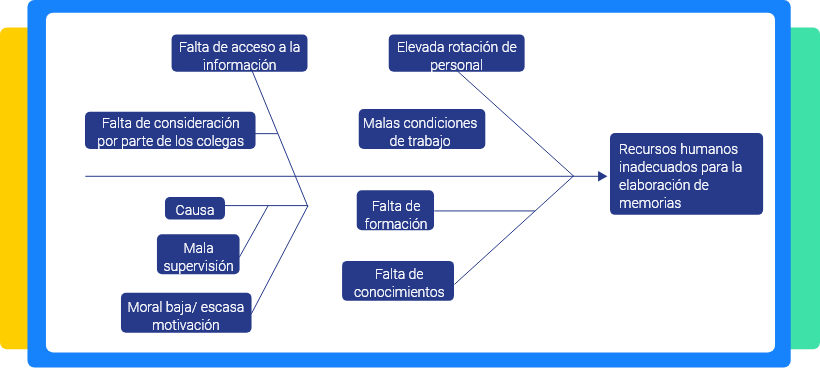 Falta de acceso a la
información
Elevada rotación de
personal
Falta de consideración
por parte de los colegas
Malas condiciones
de trabajo
Recursos humanos
inadecuados para la
elaboración de
memorias
Causa
Falta de
formación
Mala
supervisión
Falta de
conocimientos
Moral baja/ escasa
motivación